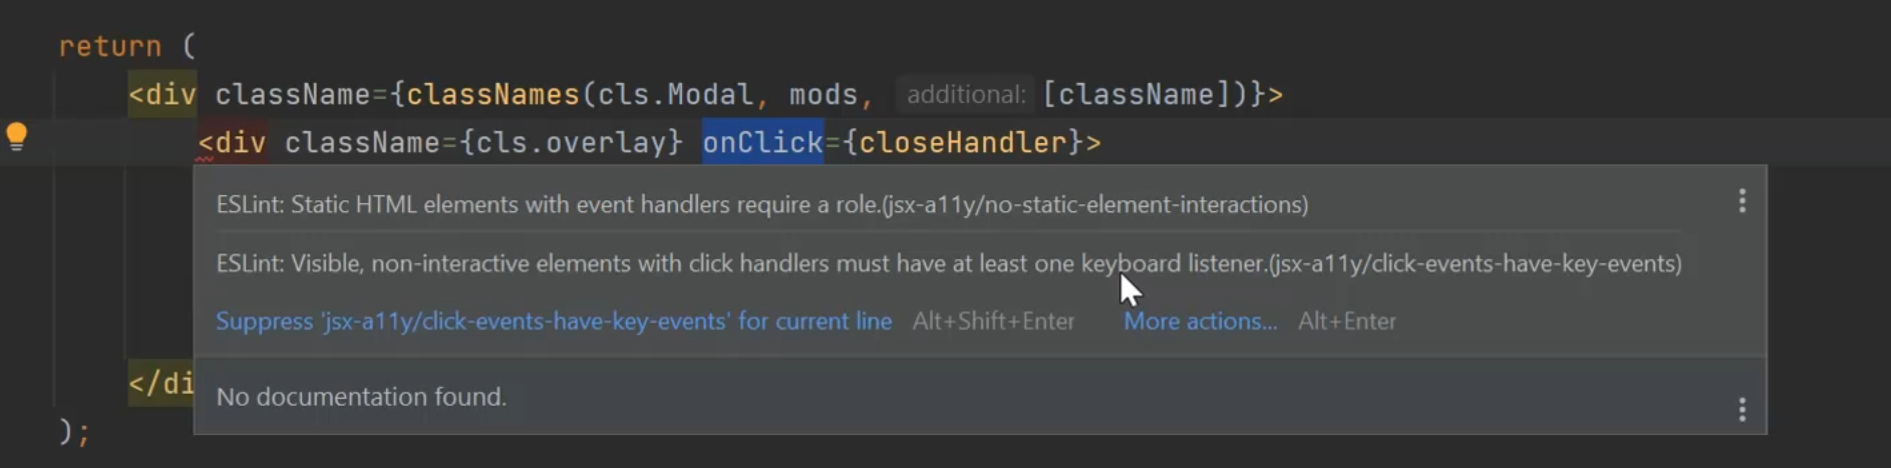 return (
<div className={classNames(cls.Modal, mods, additional: [className])}>
<div className={cls.overlay} onClick={closeHandler}>
ESLint: Static HTML elements with event handlers require a role.(jsx-a11y/no-static-element-interactions)
ESLint: Visible, non-interactive elements with click handlers must have at least one keyboard listener.(jsx-a11y/click-events-have-key-events)
Suppress 'jsx-a11y/click-events-have-key-events' for current line Alt+Shift+Enter More actions... Alt+Enter
</di
No documentation found.
);